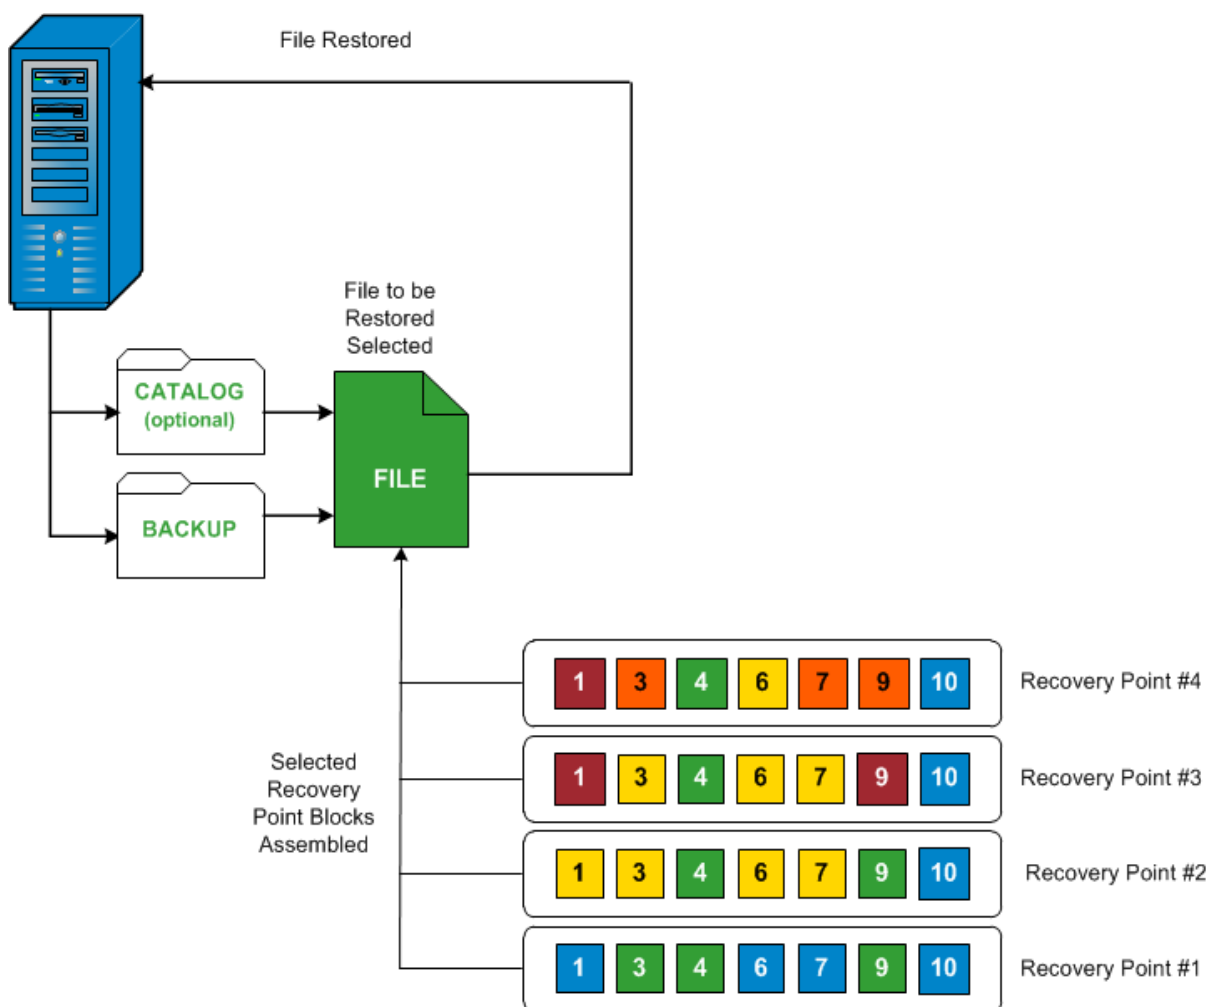 File Restored
File to be
Restored
Selected
CATALOG
(optional)
FILE
BACKUP
1 3 4 6 7 9 10 Recovery Point #4
Selected
Recovery
Point Blocks
Assembled
1 3 4 6 7 9 10 Recovery Point #3
1 3 4 6 7 9 10 Recovery Point #2
1 3 4 6 7 9 10 Recovery Point #1